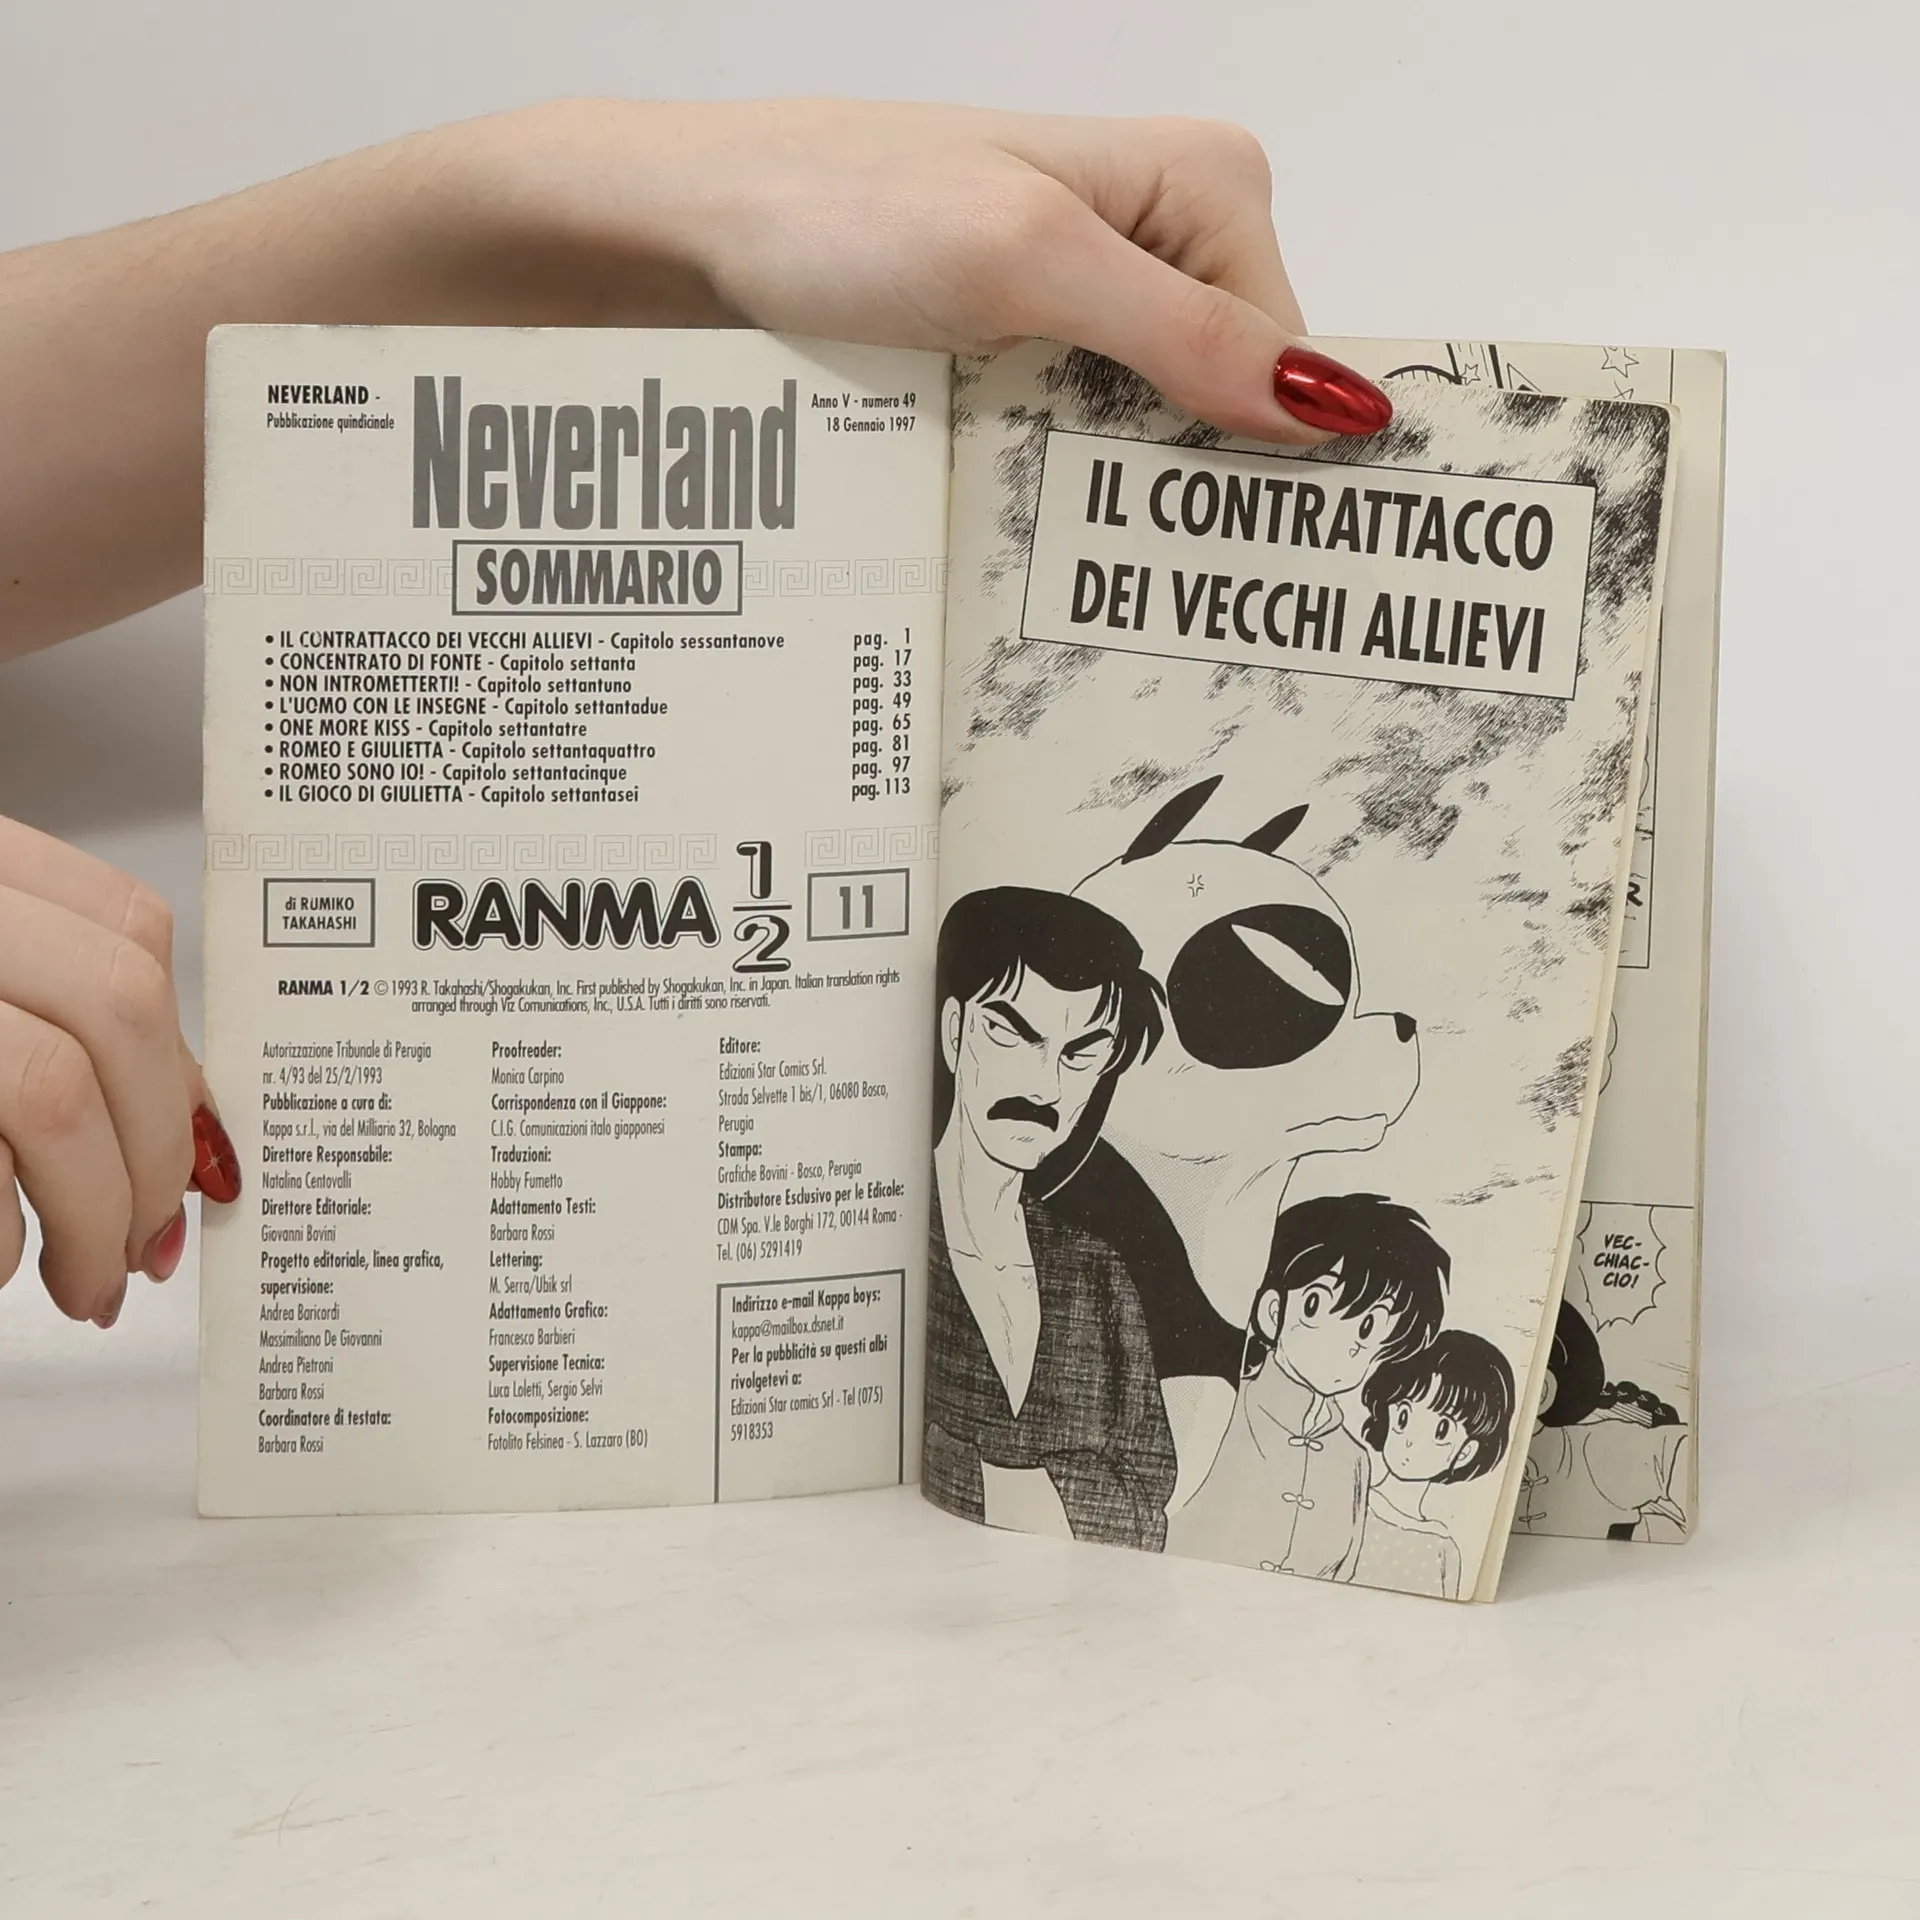 NEVERLAND -
Pubblicazione quindicinale
Neverland
Anno V - numero 49
18 Gennaio 1997
SOMMARIO
• IL CONTRATTACCO DEI VECCHI ALLIEVI - Capitolo sessantanove pag. 1
• CONCENTRATO DI FONTE - Capitolo settanta pag. 17
• NON INTROMETTERTI! - Capitolo settantuno pag. 33
• L'UOMO CON LE INSEGNE - Capitolo settantadue pag. 49
• ONE MORE KISS - Capitolo settantatre pag. 65
• ROMEO E GIULIETTA - Capitolo settantaquattro pag. 81
• ROMEO SONO IO! - Capitolo settantacinque pag. 97
• IL GIOCO DI GIULIETTA - Capitolo settantasei pag. 113
di RUMIKO
TAKAHASHI
RANMA 1/2
11
RANMA 1/2 © 1993 R. Takahashi/Shogakukan, Inc. First published by Shogakukan, Inc. in Japan. Italian translation rights
arranged through Viz Comunications, Inc., U.S.A. Tutti i diritti sono riservati.
Autorizzazione Tribunale di Perugia
nr. 4/93 del 25/2/1993
Pubblicazione a cura di:
Kappa s.r.l., via del Milliario 32, Bologna
Direttore Responsabile:
Natalina Centovalli
Direttore Editoriale:
Giovanni Bovini
Progetto editoriale, linea grafica,
supervisione:
Andrea Baricordi
Massimiliano De Giovanni
Andrea Pietroni
Barbara Rossi
Coordinatore di testata:
Barbara Rossi
Proofreader:
Monica Carpino
Corrispondenza con il Giappone:
C.I.G. Comunicazioni italo giapponesi
Traduzioni:
Hobby Fumetto
Adattamento Testi:
Barbara Rossi
Lettering:
M. Serra/Ubik srl
Adattamento Grafico:
Francesco Barbieri
Supervisione Tecnica:
Luca Loletti, Sergio Selvi
Fotocomposizione:
Fotolito Felsinea - S. Lazzaro (BO)
Editore:
Edizioni Star Comics Srl.
Strada Selvette 1 bis/1, 06080 Bosco,
Perugia
Stampa:
Grafiche Bovini - Bosco, Perugia
Distributore Esclusivo per le Edicole:
CDM Spa. V.le Borghi 172, 00144 Roma -
Tel. (06) 5291419
Indirizzo e-mail Kappa boys:
kappa@mailbox.dsnet.it
Per la pubblicità su questi albi
rivolgetevi a:
Edizioni Star comics Srl - Tel (075)
5918353
IL CONTRATTACCO
DEI VECCHI ALLIEVI
VEC-
CHIAC-
CIO!